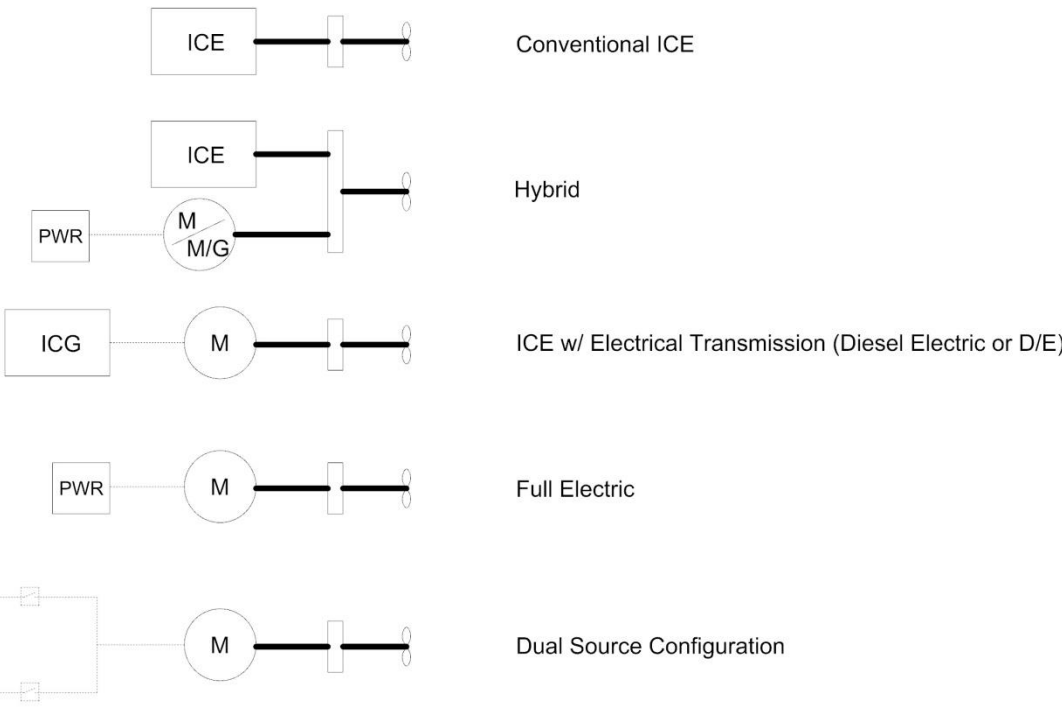 ICE
Conventional ICE
ICE
Hybrid
M
M/G
PWR
ICG
M
ICE w/ Electrical Transmission (Diesel Electric or D/E)
PWR
M
Full Electric
M
Dual Source Configuration